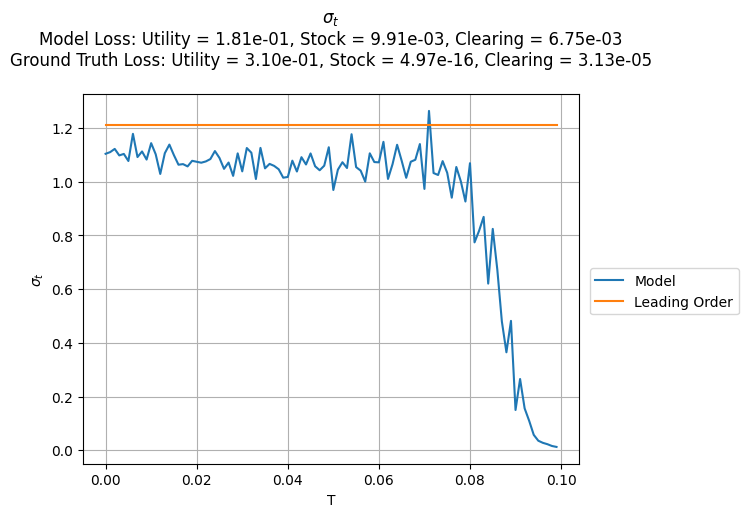 σt
Model Loss: Utility = 1.81e-01, Stock = 9.91e-03, Clearing = 6.75e-03
Ground Truth Loss: Utility = 3.10e-01, Stock = 4.97e-16, Clearing = 3.13e-05
1.2
1.0
0.8
0.6
0.4
0.2
0.0
σt
0.00 0.02 0.04 0.06 0.08 0.10
T
Model
Leading Order